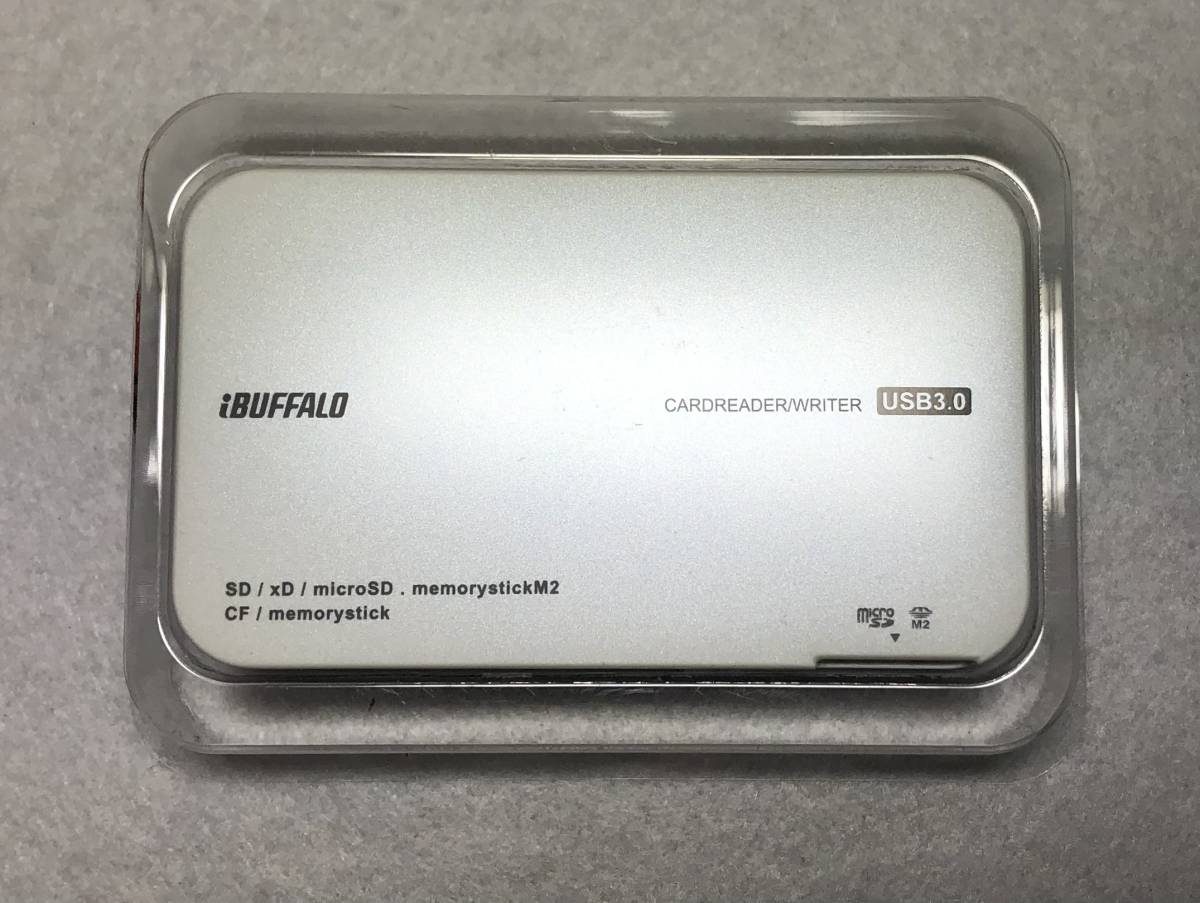 iBUFFALO
CARDREADER/WRITER USB3.0
SD / xD / microSD . memorystickM2
CF / memorystick
micro SD M2